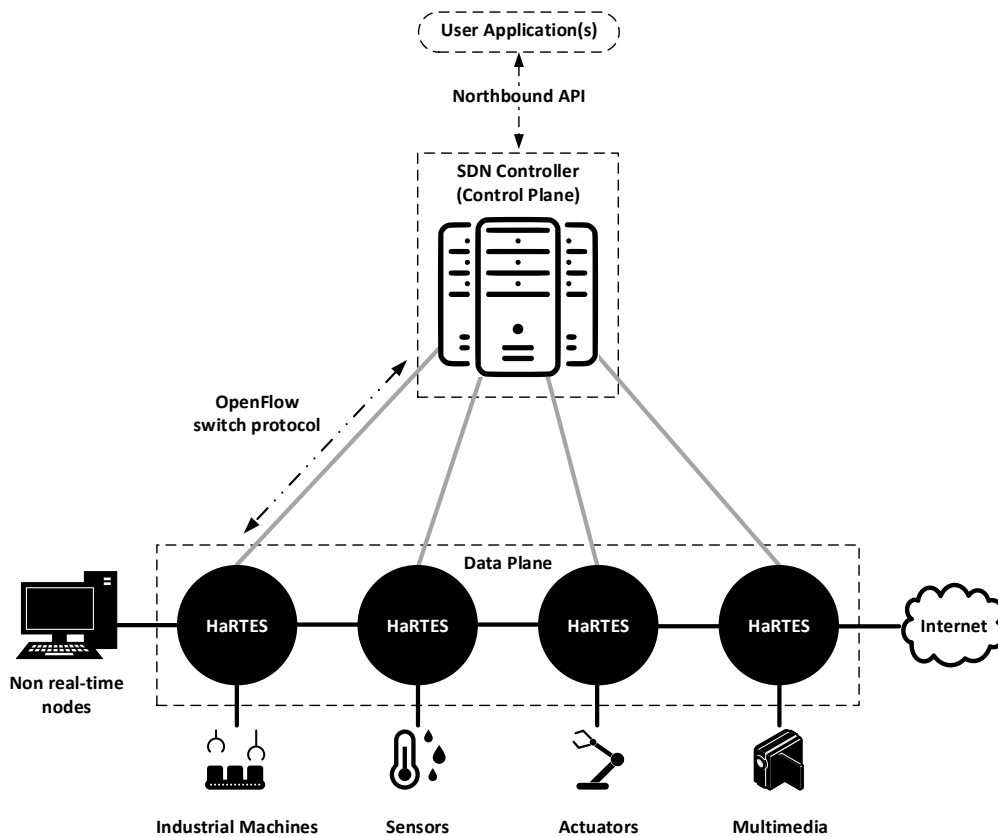 User Application(s)
Northbound API
SDN Controller
(Control Plane)
OpenFlow
switch protocol
Data Plane
HaRTES
HaRTES
HaRTES
HaRTES
Internet
Non real-time
nodes
Industrial Machines
Sensors
Actuators
Multimedia